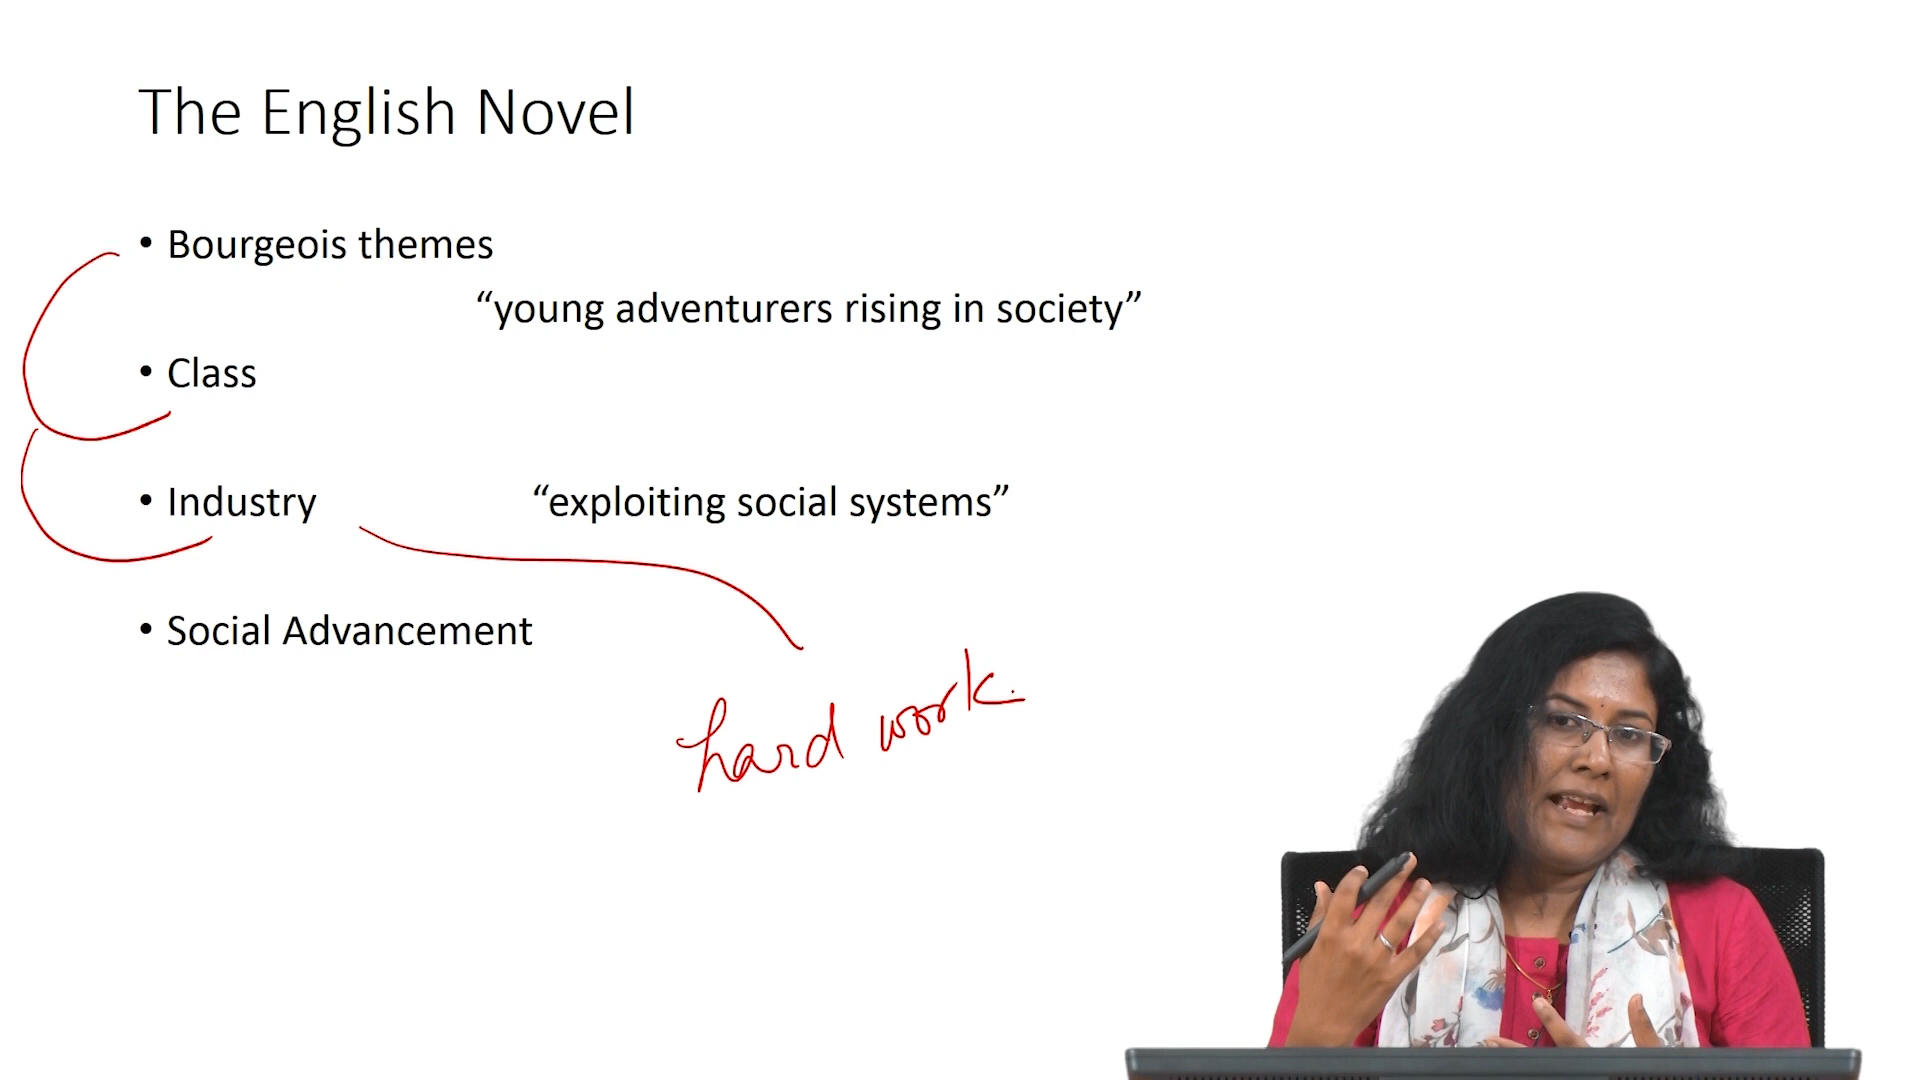 The English Novel
• Bourgeois themes
“young adventurers rising in society”
• Class
• Industry “exploiting social systems”
• Social Advancement
hard work.